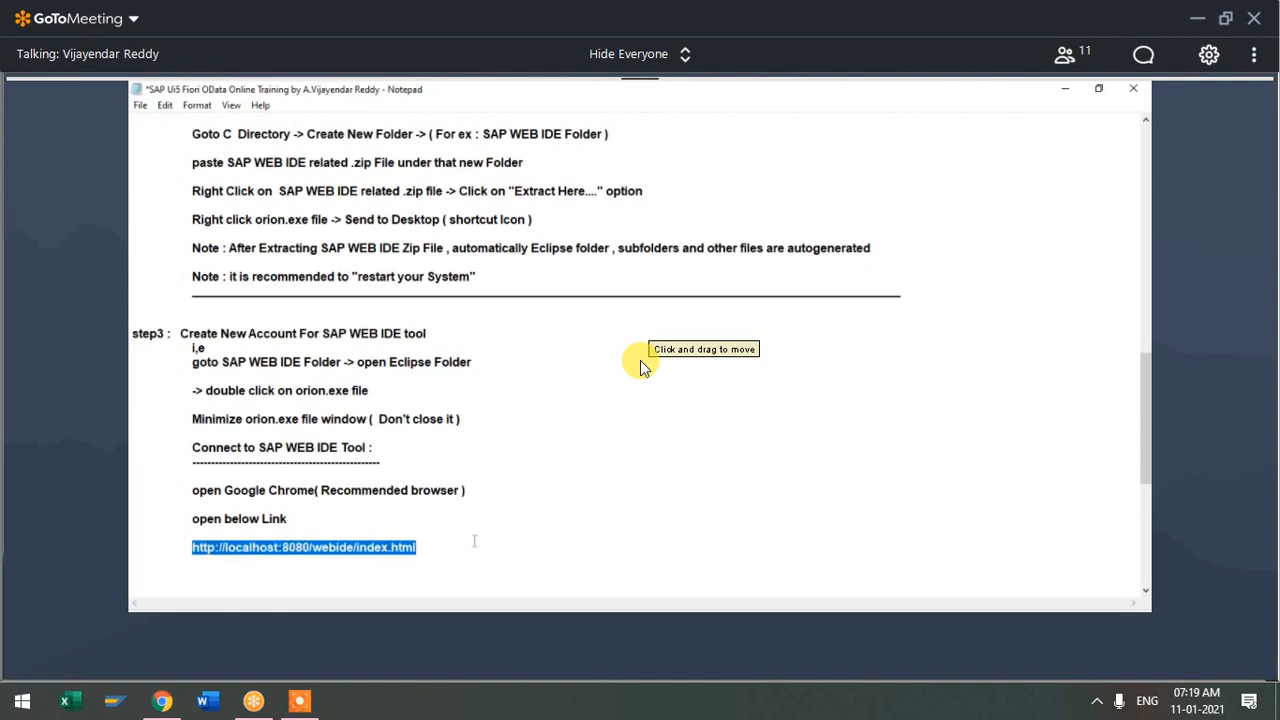 GoToMeeting
Talking: Vijayendar Reddy
Hide Everyone
11
*SAP Ui5 Fiori OData Online Training by A.Vijayendar Reddy - Notepad
File Edit Format View Help
Goto C Directory -> Create New Folder -> ( For ex : SAP WEB IDE Folder )
paste SAP WEB IDE related .zip File under that new Folder
Right Click on SAP WEB IDE related .zip file -> Click on "Extract Here...." option
Right click orion.exe file -> Send to Desktop ( shortcut Icon )
Note : After Extracting SAP WEB IDE Zip File , automatically Eclipse folder , subfolders and other files are autogenerated
Note : it is recommended to "restart your System"
step3 : Create New Account For SAP WEB IDE tool
i,e
goto SAP WEB IDE Folder -> open Eclipse Folder
Click and drag to move
-> double click on orion.exe file
Minimize orion.exe file window ( Don't close it )
Connect to SAP WEB IDE Tool :
open Google Chrome( Recommended browser )
open below Link
http://localhost:8080/webide/index.html
ENG
07:19 AM
11-01-2021